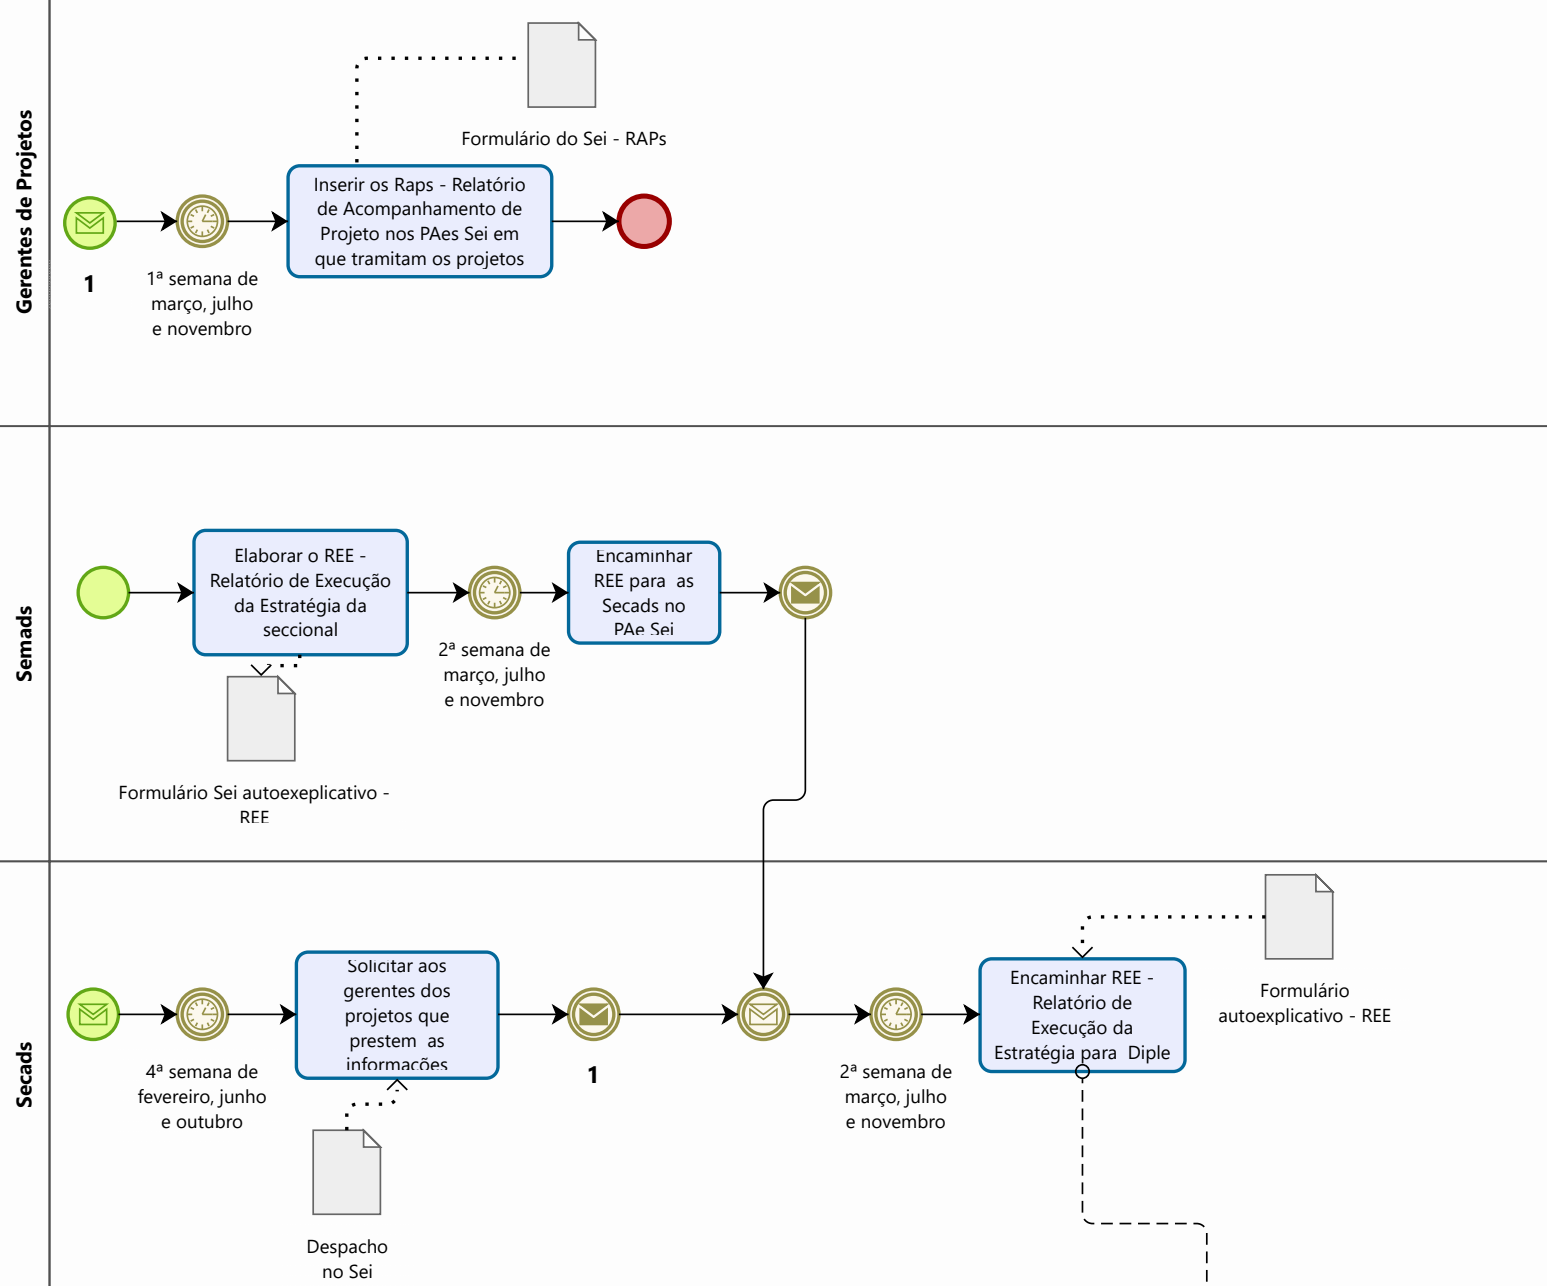 Gerentes de Projetos
Formulário do Sei - RAPs
Inserir os Raps - Relatório
de Acompanhamento de
Projeto nos PAes Sei em
que tramitam os projetos
1
1ª semana de
março, julho
e novembro
Semads
Elaborar o REE -
Relatório de Execução
da Estratégia da
seccional
2ª semana de
março, julho
e novembro
Encaminhar
REE para  as
Secads no
PAe Sei
Formulário Sei autoexeplicativo -
REE
Secads
4ª semana de
fevereiro, junho
e outubro
Solicitar aos
gerentes dos
projetos que
prestem  as
informações
Despacho
no Sei
1
2ª semana de
março, julho
e novembro
Encaminhar REE -
Relatório de
Execução da
Estratégia para  Diple
Formulário
autoexplicativo - REE